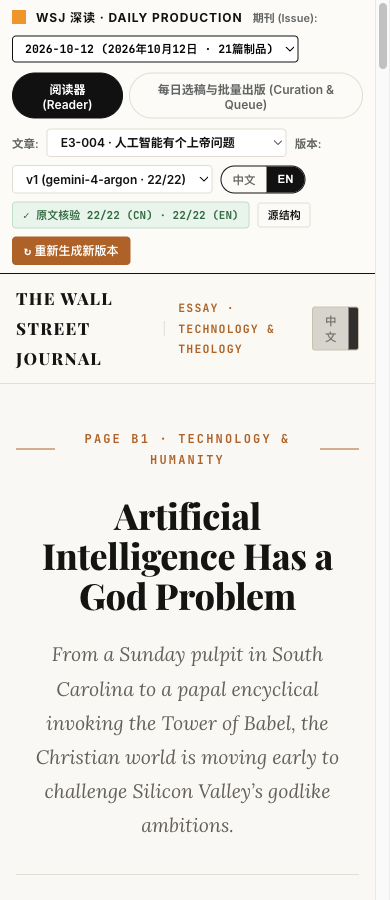 WSJ 深读 · DAILY PRODUCTION 期刊 (Issue):
2026-10-12 (2026年10月12日 · 21篇制品)
阅读器
(Reader)
每日选稿与批量出版 (Curation &
Queue)
文章: E3-004 · 人工智能有个上帝问题 版本:
v1 (gemini-4-argon · 22/22) 中文 EN
✓ 原文核验 22/22 (CN) · 22/22 (EN) 源结构
↻ 重新生成新版本
THE WALL
STREET
JOURNAL
ESSAY ·
TECHNOLOGY &
THEOLOGY
中
文
PAGE B1 · TECHNOLOGY &
HUMANITY
Artificial
Intelligence Has a
God Problem
From a Sunday pulpit in South
Carolina to a papal encyclical
invoking the Tower of Babel, the
Christian world is moving early to
challenge Silicon Valley’s godlike
ambitions.